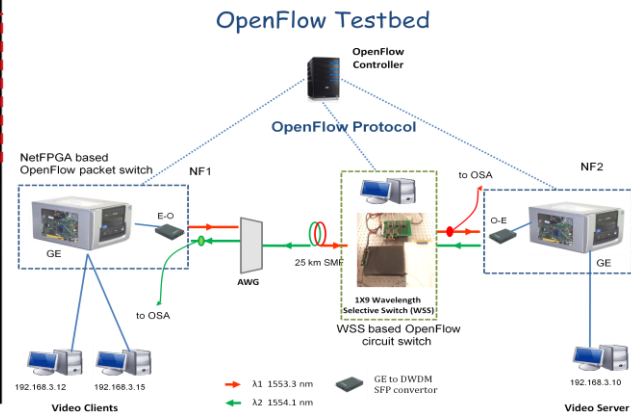 OpenFlow Testbed
OpenFlow
Controller
OpenFlow Protocol
NetFPGA based
OpenFlow packet switch
NF1
NF2
to OSA
E-O
O-E
GE
GE
25 km SMF
AWG
to OSA
1X9 Wavelength
Selective Switch (WSS)
WSS based OpenFlow
circuit switch
192.168.3.12
192.168.3.15
192.168.3.10
λ1 1553.3 nm
λ2 1554.1 nm
GE to DWDM
SFP convertor
Video Clients
Video Server